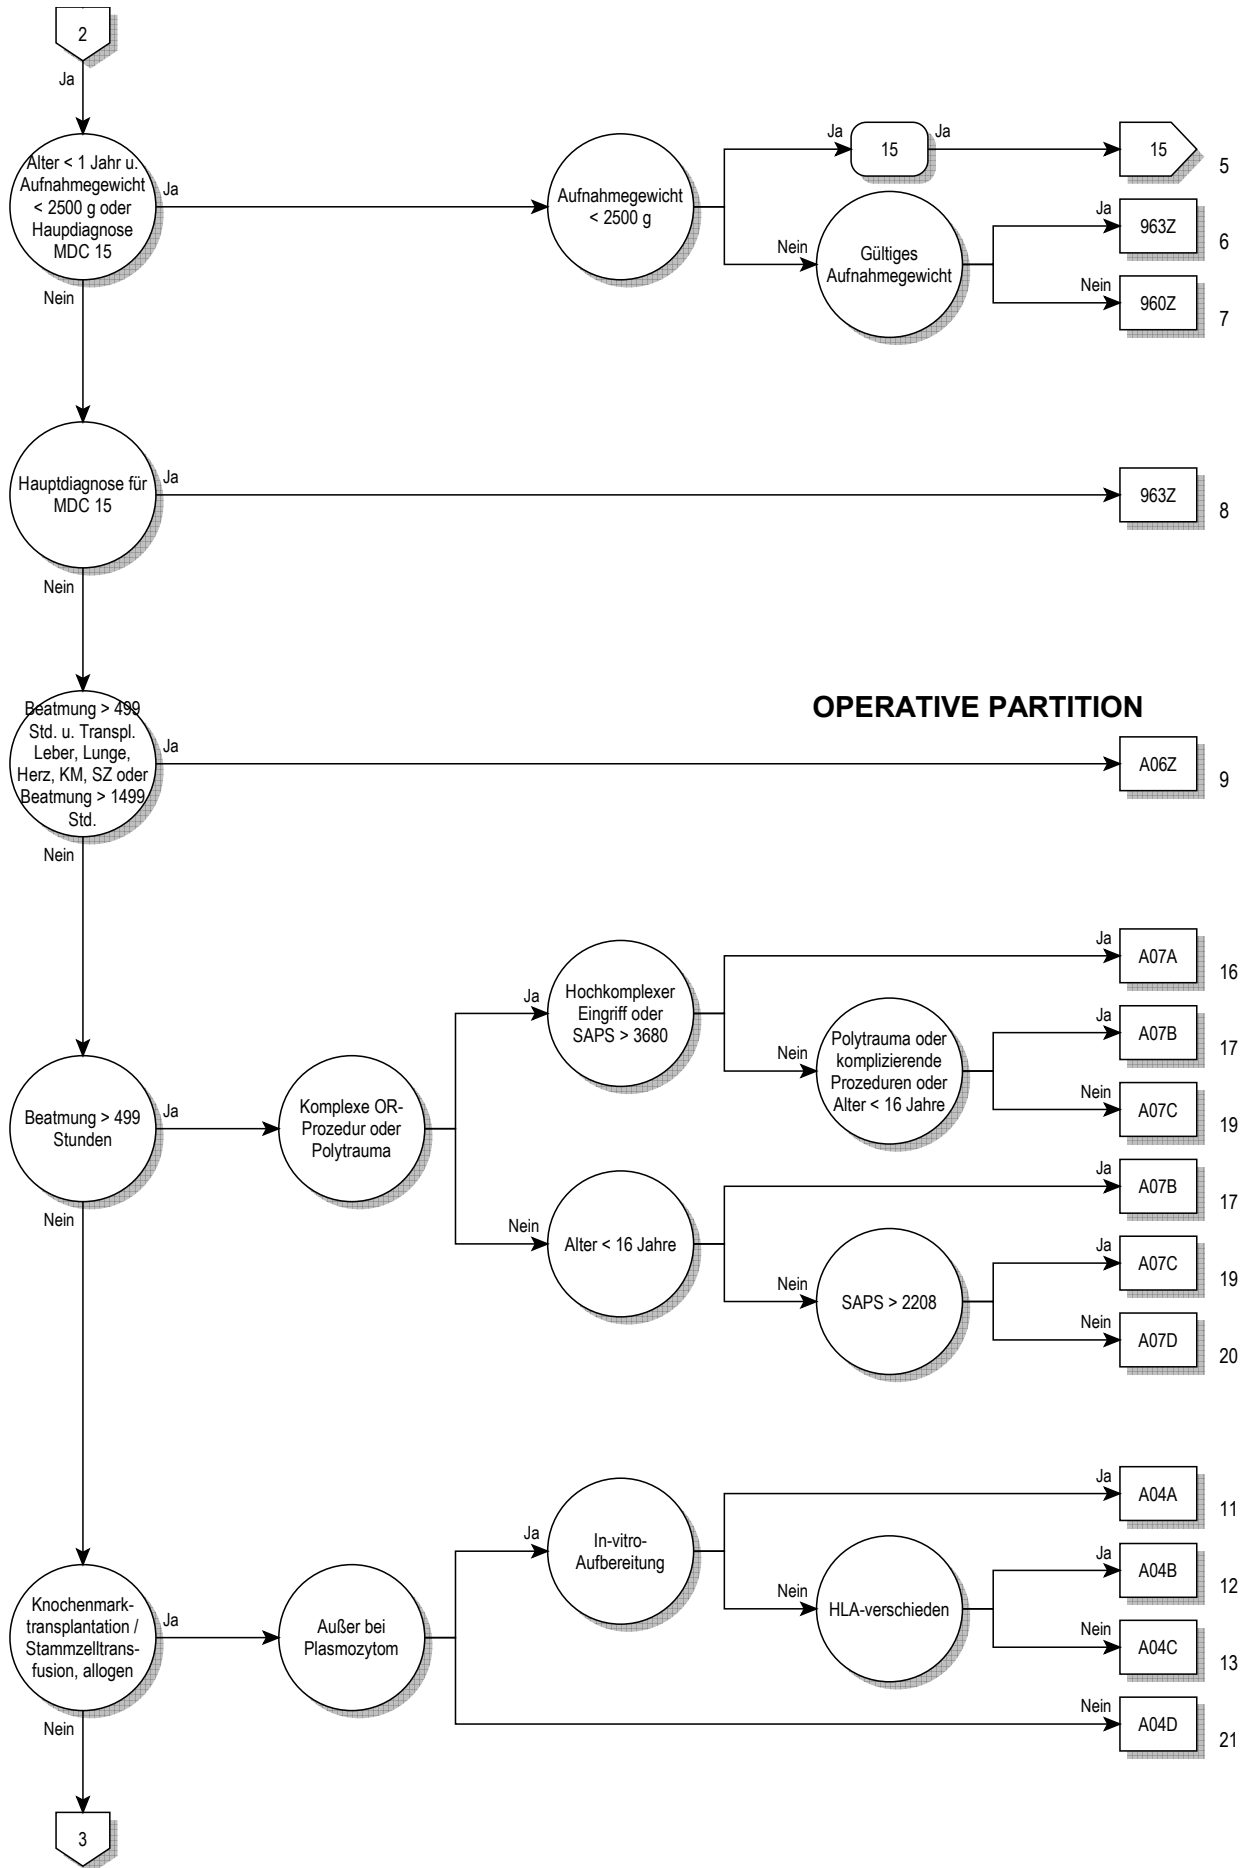 2
Ja
Alter < 1 Jahr u.
Aufnahmegewicht
< 2500 g oder
Haupdiagnose
MDC 15
Ja
Aufnahmegewicht
< 2500 g
Ja
15
Ja
15
5
Nein
Gültiges
Aufnahmegewicht
Ja
963Z
6
Nein
960Z
7
Nein
Hauptdiagnose für
MDC 15
Ja
963Z
8
Nein
OPERATIVE PARTITION
Beatmung > 499
Std. u. Transpl.
Leber, Lunge,
Herz, KM, SZ oder
Beatmung > 1499
Std.
Ja
A06Z
9
Nein
Beatmung > 499
Stunden
Ja
Komplexe OR-
Prozedur oder
Polytrauma
Ja
Hochkomplexer
Eingriff oder
SAPS > 3680
Ja
A07A
16
Nein
Polytrauma oder
komplizierende
Prozeduren oder
Alter < 16 Jahre
Ja
A07B
17
Nein
A07C
19
Nein
Alter < 16 Jahre
Ja
A07B
17
Nein
SAPS > 2208
Ja
A07C
19
Nein
A07D
20
Nein
Knochenmark-
transplantation /
Stammzelltrans-
fusion, allogen
Ja
Außer bei
Plasmozytom
Ja
In-vitro-
Aufbereitung
Ja
A04A
11
Nein
HLA-verschieden
Ja
A04B
12
Nein
A04C
13
Nein
A04D
21
Nein
3